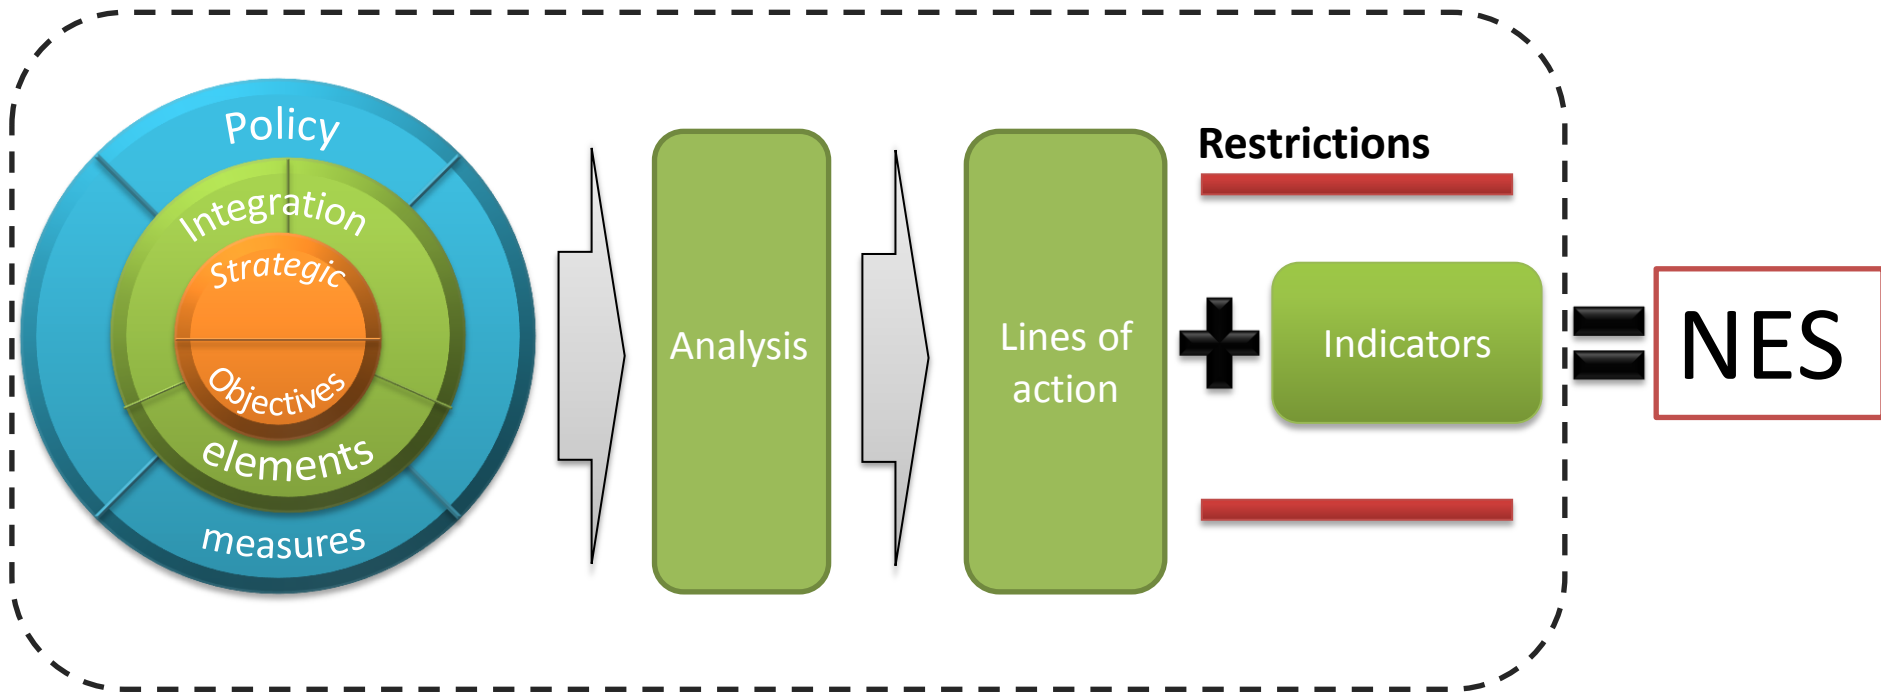 Policy
Integration
Strategic
Objectives
elements
measures
Analysis
Lines of
action
Restrictions
Indicators
NES